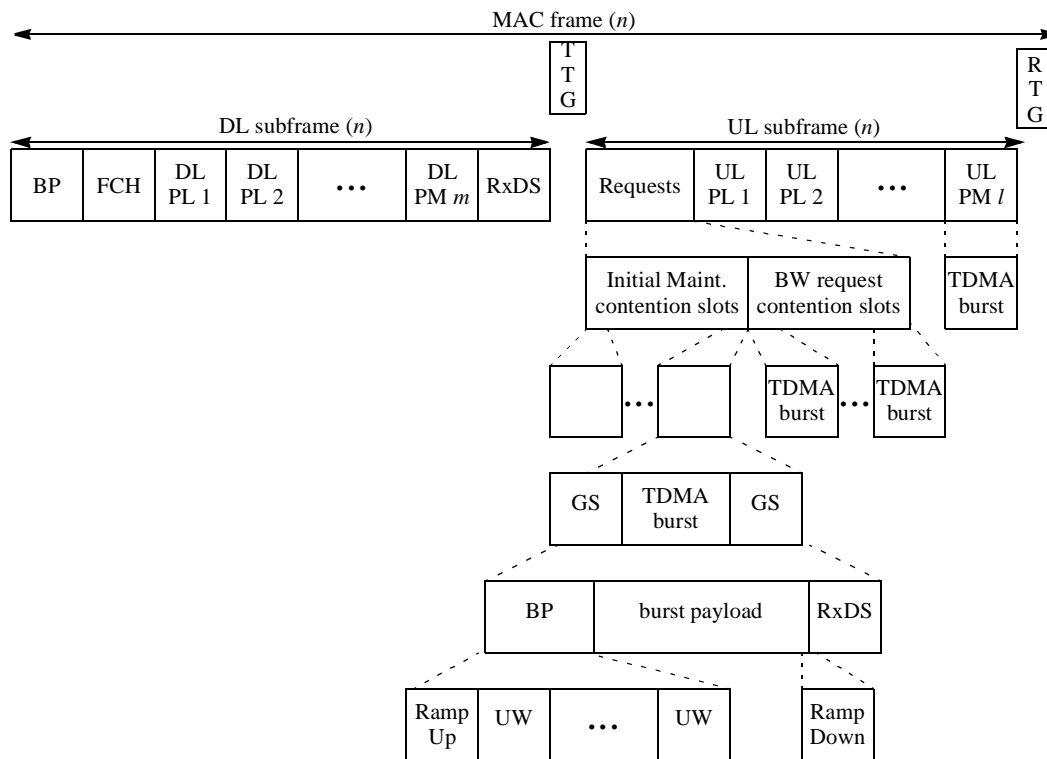 MAC frame (n)
T
T
G
R
T
G
DL subframe (n)
UL subframe (n)
BP
FCH
DL
PL 1
DL
PL 2
•••
DL
PM m
RxDS
Requests
UL
PL 1
UL
PL 2
•••
UL
PM l
Initial Maint.
contention slots
BW request
contention slots
TDMA
burst
•••
TDMA
burst
•••
TDMA
burst
GS
TDMA
burst
GS
BP
burst payload
RxDS
Ramp
Up
UW
•••
UW
Ramp
Down